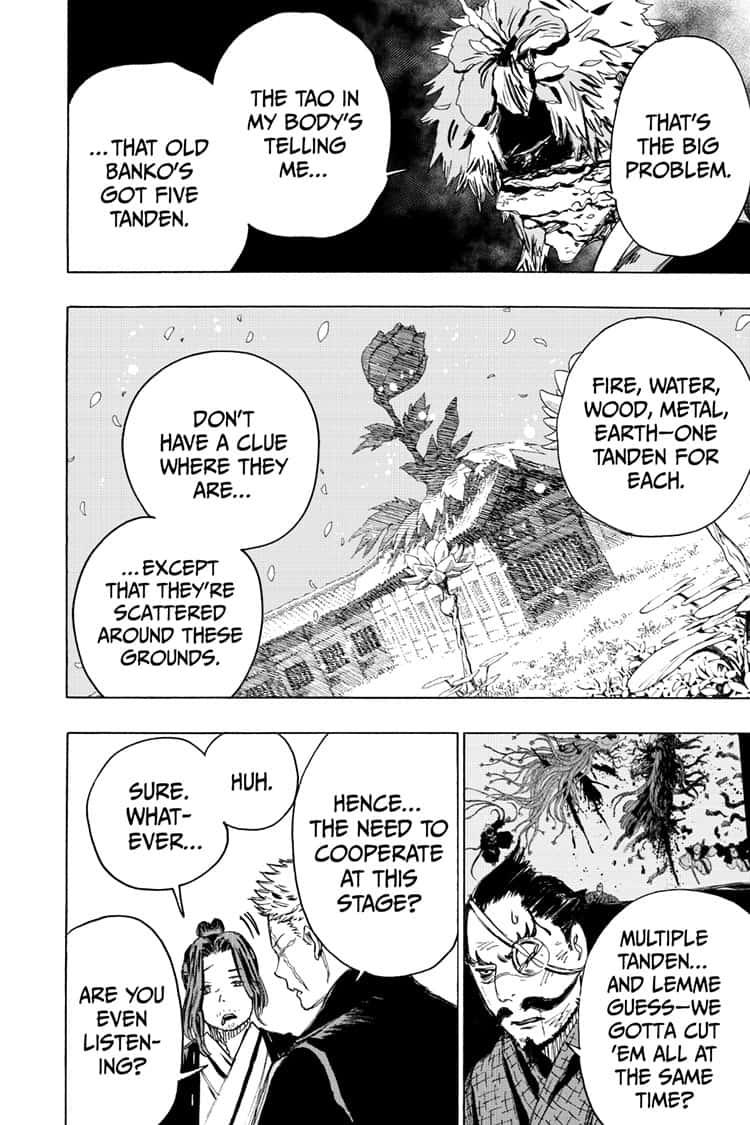 THAT'S
THE BIG
PROBLEM.
THE TAO IN
MY BODY'S
TELLING
ME...
...THAT OLD
BANKO'S
GOT FIVE
TANDEN.
FIRE, WATER,
WOOD, METAL,
EARTH—ONE
TANDEN FOR
EACH.
DON'T
HAVE A CLUE
WHERE THEY
ARE...
...EXCEPT
THAT THEY'RE
SCATTERED
AROUND THESE
GROUNDS.
MULTIPLE
TANDEN...
AND LEMME
GUESS—WE
GOTTA CUT
'EM ALL AT
THE SAME
TIME?
HENCE...
THE NEED TO
COOPERATE
AT THIS
STAGE?
HUH.
SURE.
WHAT-
EVER...
ARE YOU
EVEN
LISTEN-
ING?